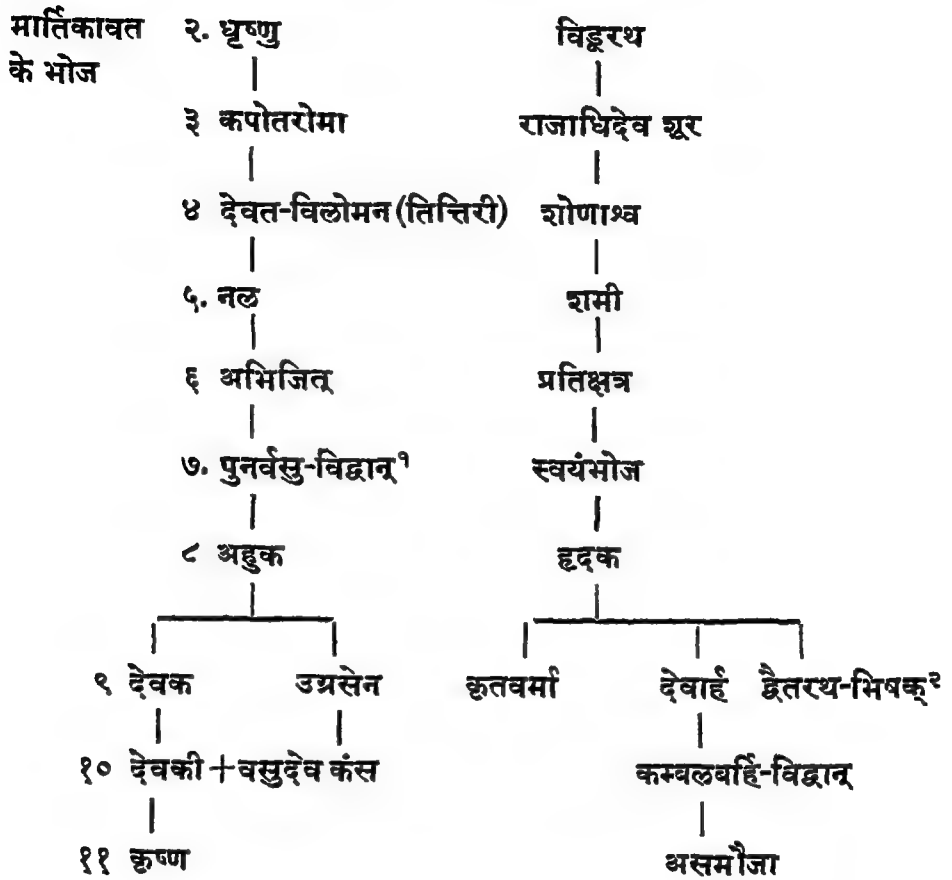 मार्तिकावत २. धृष्णु विडूरथ
के भोज
३ कपोतरोमा राजाधिदेव शूर
४ देवत-विलोमन (तित्तिरी) शोणाश्व
५. नल शमी
६ अभिजित् प्रतिक्षत्र
७. पुनर्वसु-विद्वान्¹ स्वयंभोज
८ अहुक हृदक
९ देवक उग्रसेन कृतवर्मा देवार्ह द्वैतरथ-भिषक्²
१० देवकी + वसुदेव कंस कम्बलबर्हि-विद्वान्
११ कृष्ण असमौजा